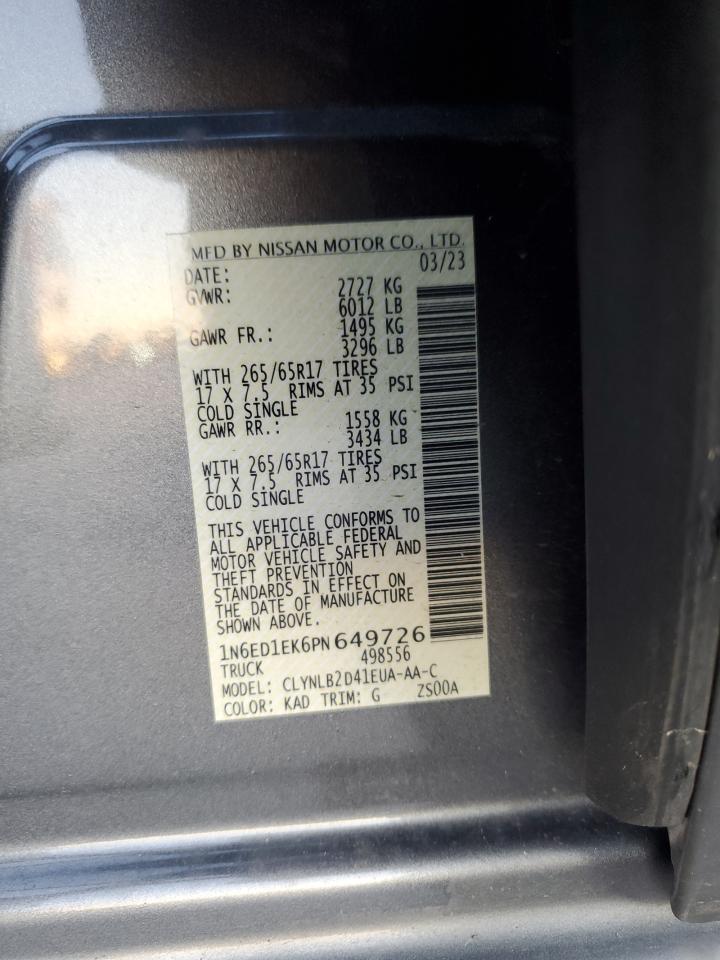 MFD BY NISSAN MOTOR CO., LTD.
DATE: 03/23
GVWR: 2727 KG
6012 LB
GAWR FR.: 1495 KG
3296 LB
WITH 265/65R17 TIRES
17 X 7.5 RIMS AT 35 PSI
COLD SINGLE
GAWR RR.: 1558 KG
3434 LB
WITH 265/65R17 TIRES
17 X 7.5 RIMS AT 35 PSI
COLD SINGLE
THIS VEHICLE CONFORMS TO
ALL APPLICABLE FEDERAL
MOTOR VEHICLE SAFETY AND
THEFT PREVENTION
STANDARDS IN EFFECT ON
THE DATE OF MANUFACTURE
SHOWN ABOVE.
1N6ED1EK6PN649726
TRUCK 498556
MODEL: CLYNLB2D41EUA-AA-C
COLOR: KAD TRIM: G ZS00A